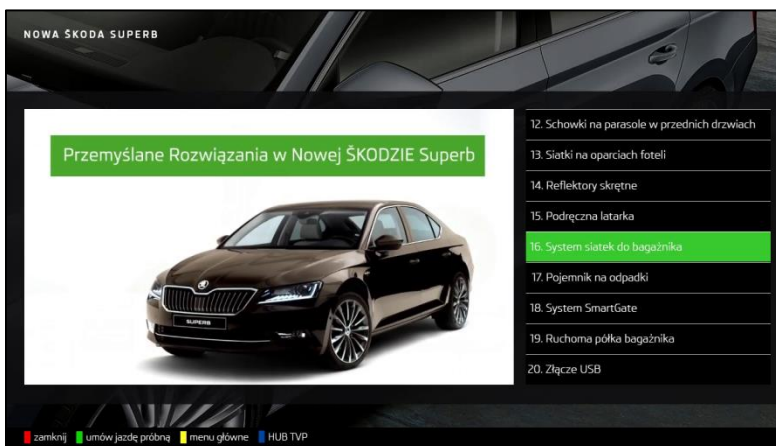 NOWA ŠKODA SUPERB
Przemyślane Rozwiązania w Nowej ŠKODZIE Superb
SUPERB
12. Schowki na parasole w przednich drzwiach
13. Siatki na oparciach foteli
14. Reflektory skrętne
15. Podręczna latarka
16. System siatek do bagażnika
17. Pojemnik na odpadki
18. System SmartGate
19. Ruchoma półka bagażnika
20. Złącze USB
zamknij umów jazdę próbną menu główne HUB TVP